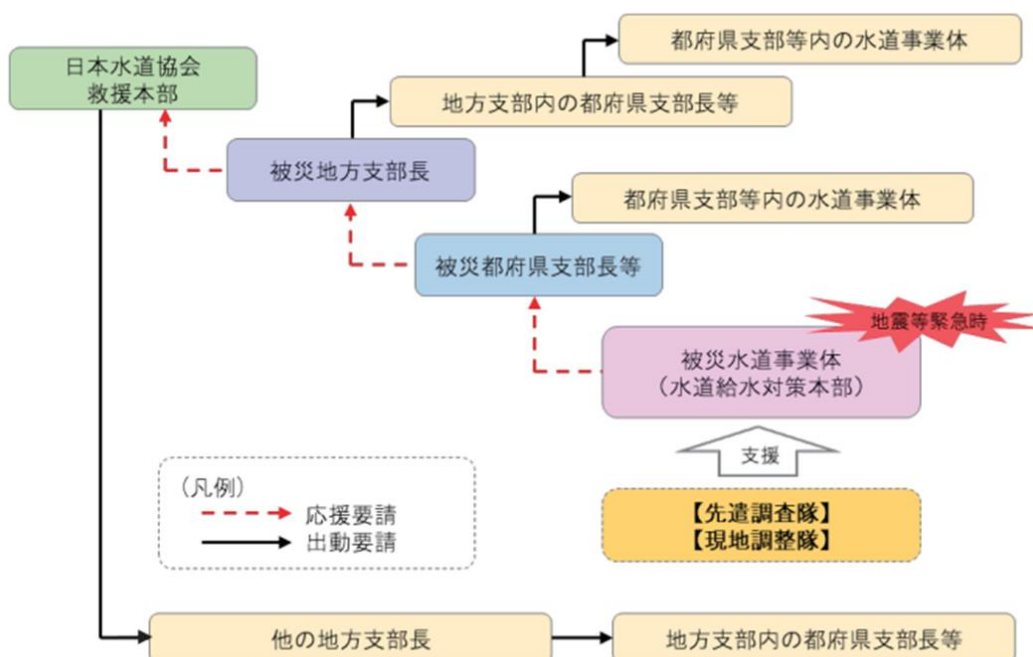 都府県支部等内の水道事業体
日本水道協会
救援本部
地方支部内の都府県支部長等
被災地方支部長
都府県支部等内の水道事業体
被災都府県支部長等
地震等緊急時
被災水道事業体
（水道給水対策本部）
支援
（凡例）
応援要請
出動要請
【先遣調査隊】
【現地調整隊】
他の地方支部長
地方支部内の都府県支部長等